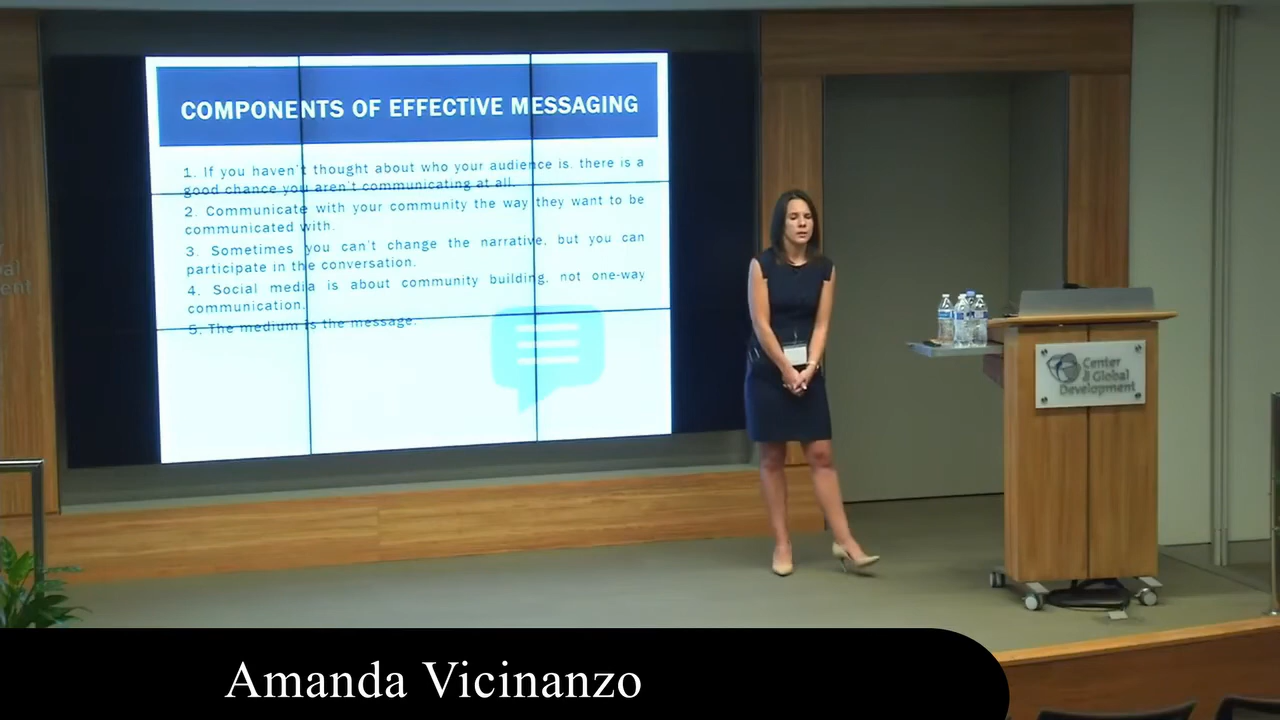 COMPONENTS OF EFFECTIVE MESSAGING
1. If you haven't thought about who your audience is, there is a
good chance you aren't communicating at all.
2. Communicate with your community the way they want to be
communicated with.
3. Sometimes you can't change the narrative, but you can
participate in the conversation.
4. Social media is about community building, not one-way
communication.
5. The medium is the message.
Center
for Global
Development
Amanda Vicinanzo